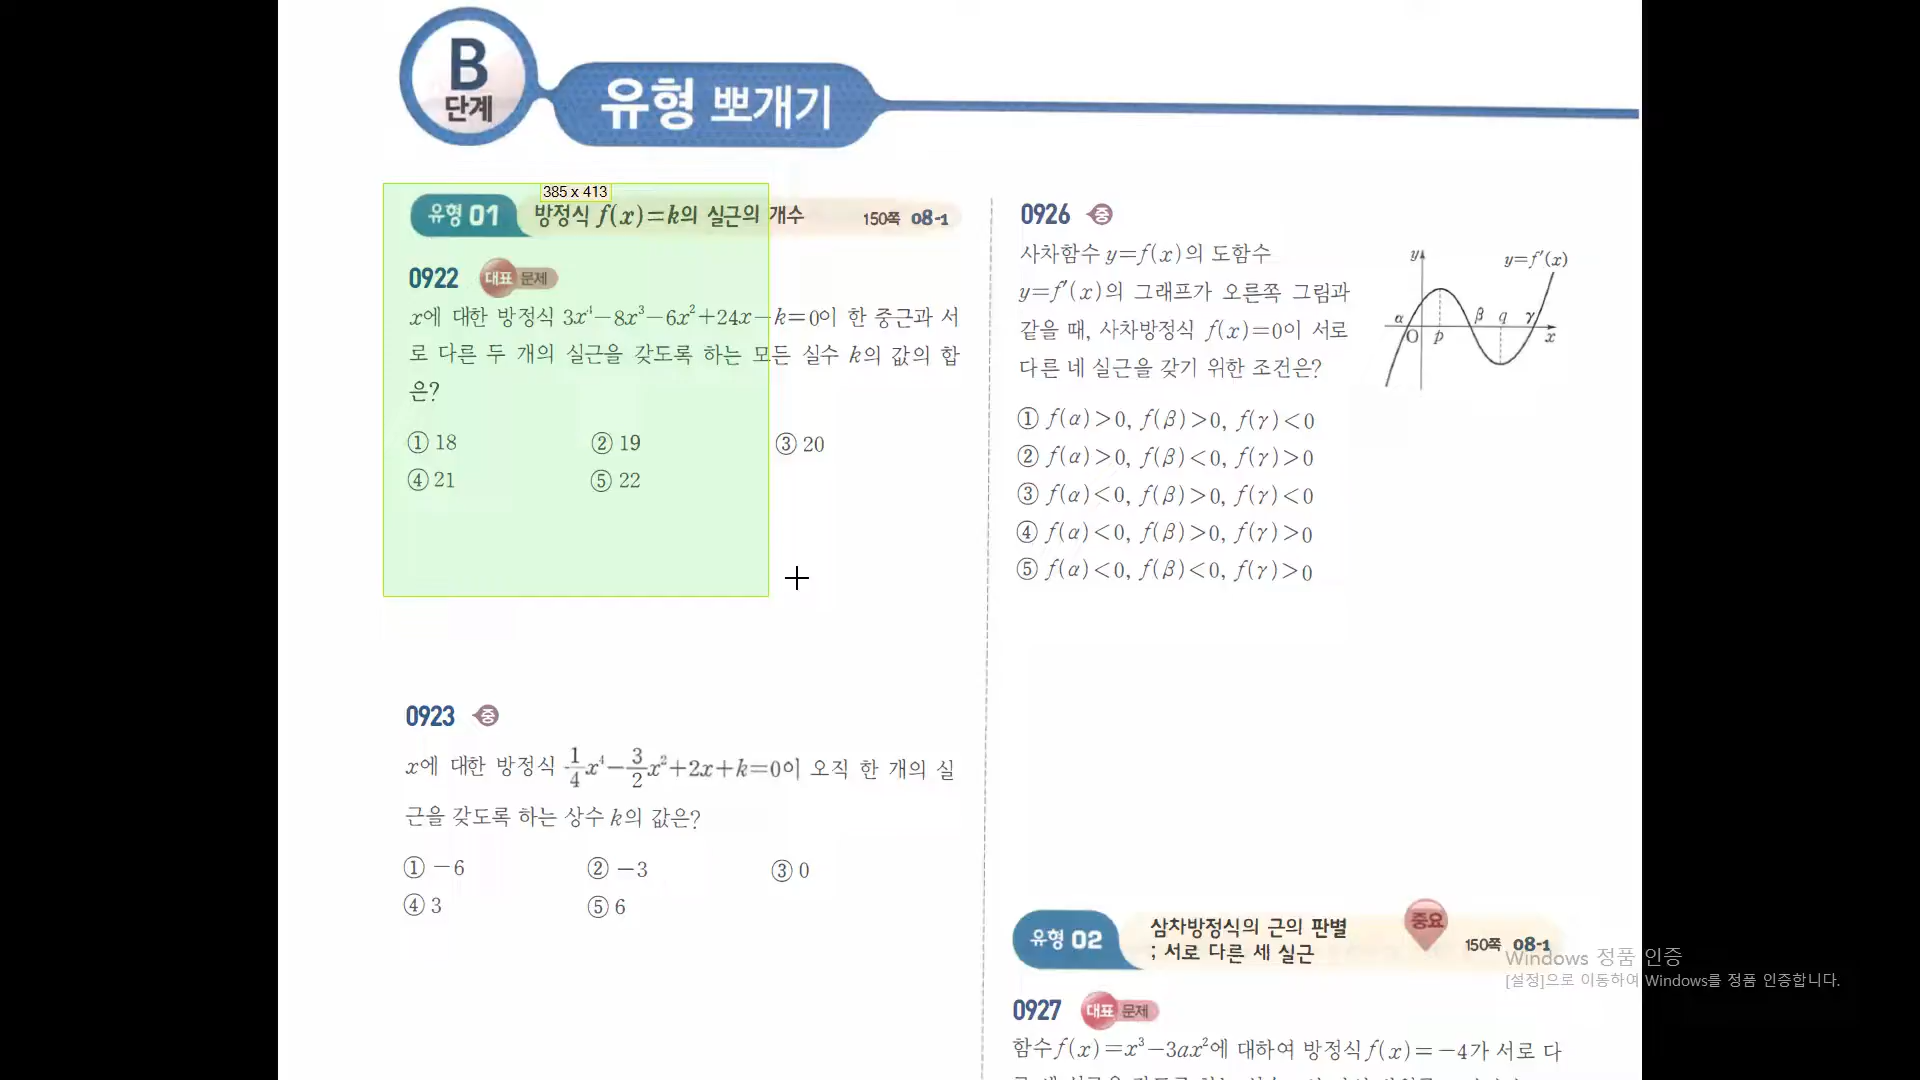 B
단계
유형 뽀개기
385 x 413
유형 01 방정식 f(x)=k의 실근의 개수 150쪽 08-1
0922 대표 문제
x에 대한 방정식 3x⁴-8x³-6x²+24x-k=0이 한 중근과 서
로 다른 두 개의 실근을 갖도록 하는 모든 실수 k의 값의 합
은?
① 18 ② 19 ③ 20
④ 21 ⑤ 22
0923 중
x에 대한 방정식 1/4x⁴-3/2x²+2x+k=0이 오직 한 개의 실
근을 갖도록 하는 상수 k의 값은?
① -6 ② -3 ③ 0
④ 3 ⑤ 6
0926 중
사차함수 y=f(x)의 도함수
y=f′(x)의 그래프가 오른쪽 그림과
같을 때, 사차방정식 f(x)=0이 서로
다른 네 실근을 갖기 위한 조건은?
y y=f′(x)
α β q γ
O p x
① f(α)>0, f(β)>0, f(γ)<0
② f(α)>0, f(β)<0, f(γ)>0
③ f(α)<0, f(β)>0, f(γ)<0
④ f(α)<0, f(β)>0, f(γ)>0
⑤ f(α)<0, f(β)<0, f(γ)>0
유형 02 삼차방정식의 근의 판별
; 서로 다른 세 실근
중요
150쪽 08-1
Windows 정품 인증
[설정]으로 이동하여 Windows를 정품 인증합니다.
0927 대표 문제
함수 f(x)=x³-3ax²에 대하여 방정식 f(x)=-4가 서로 다